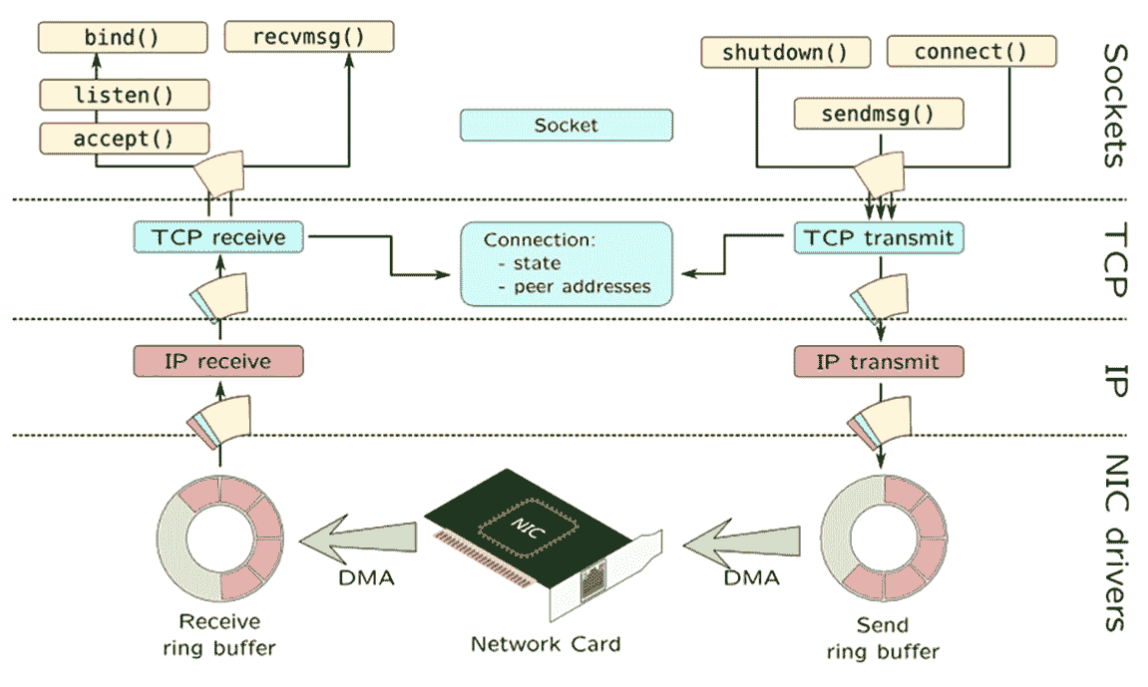 bind()
recvmsg()
listen()
accept()
Socket
shutdown()
connect()
sendmsg()
Sockets
TCP receive
Connection:
- state
- peer addresses
TCP transmit
TCP
IP receive
IP transmit
IP
NIC
DMA
DMA
Receive
ring buffer
Network Card
Send
ring buffer
NIC drivers